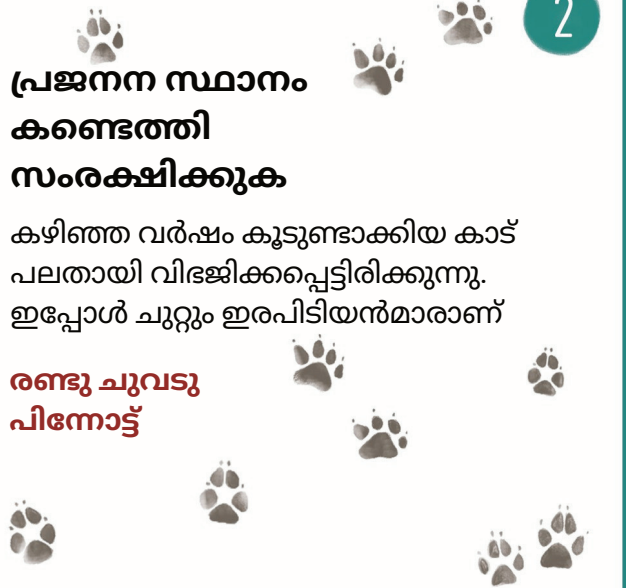 2
പ്രജനന സ്ഥാനം
കണ്ടെത്തി
സംരക്ഷിക്കുക
കഴിഞ്ഞ വർഷം കൂടുണ്ടാക്കിയ കാട്
പലതായി വിഭജിക്കപ്പെട്ടിരിക്കുന്നു.
ഇപ്പോൾ ചുറ്റും ഇരപിടിയൻമാരാണ്
രണ്ടു ചുവടു
പിന്നോട്ട്